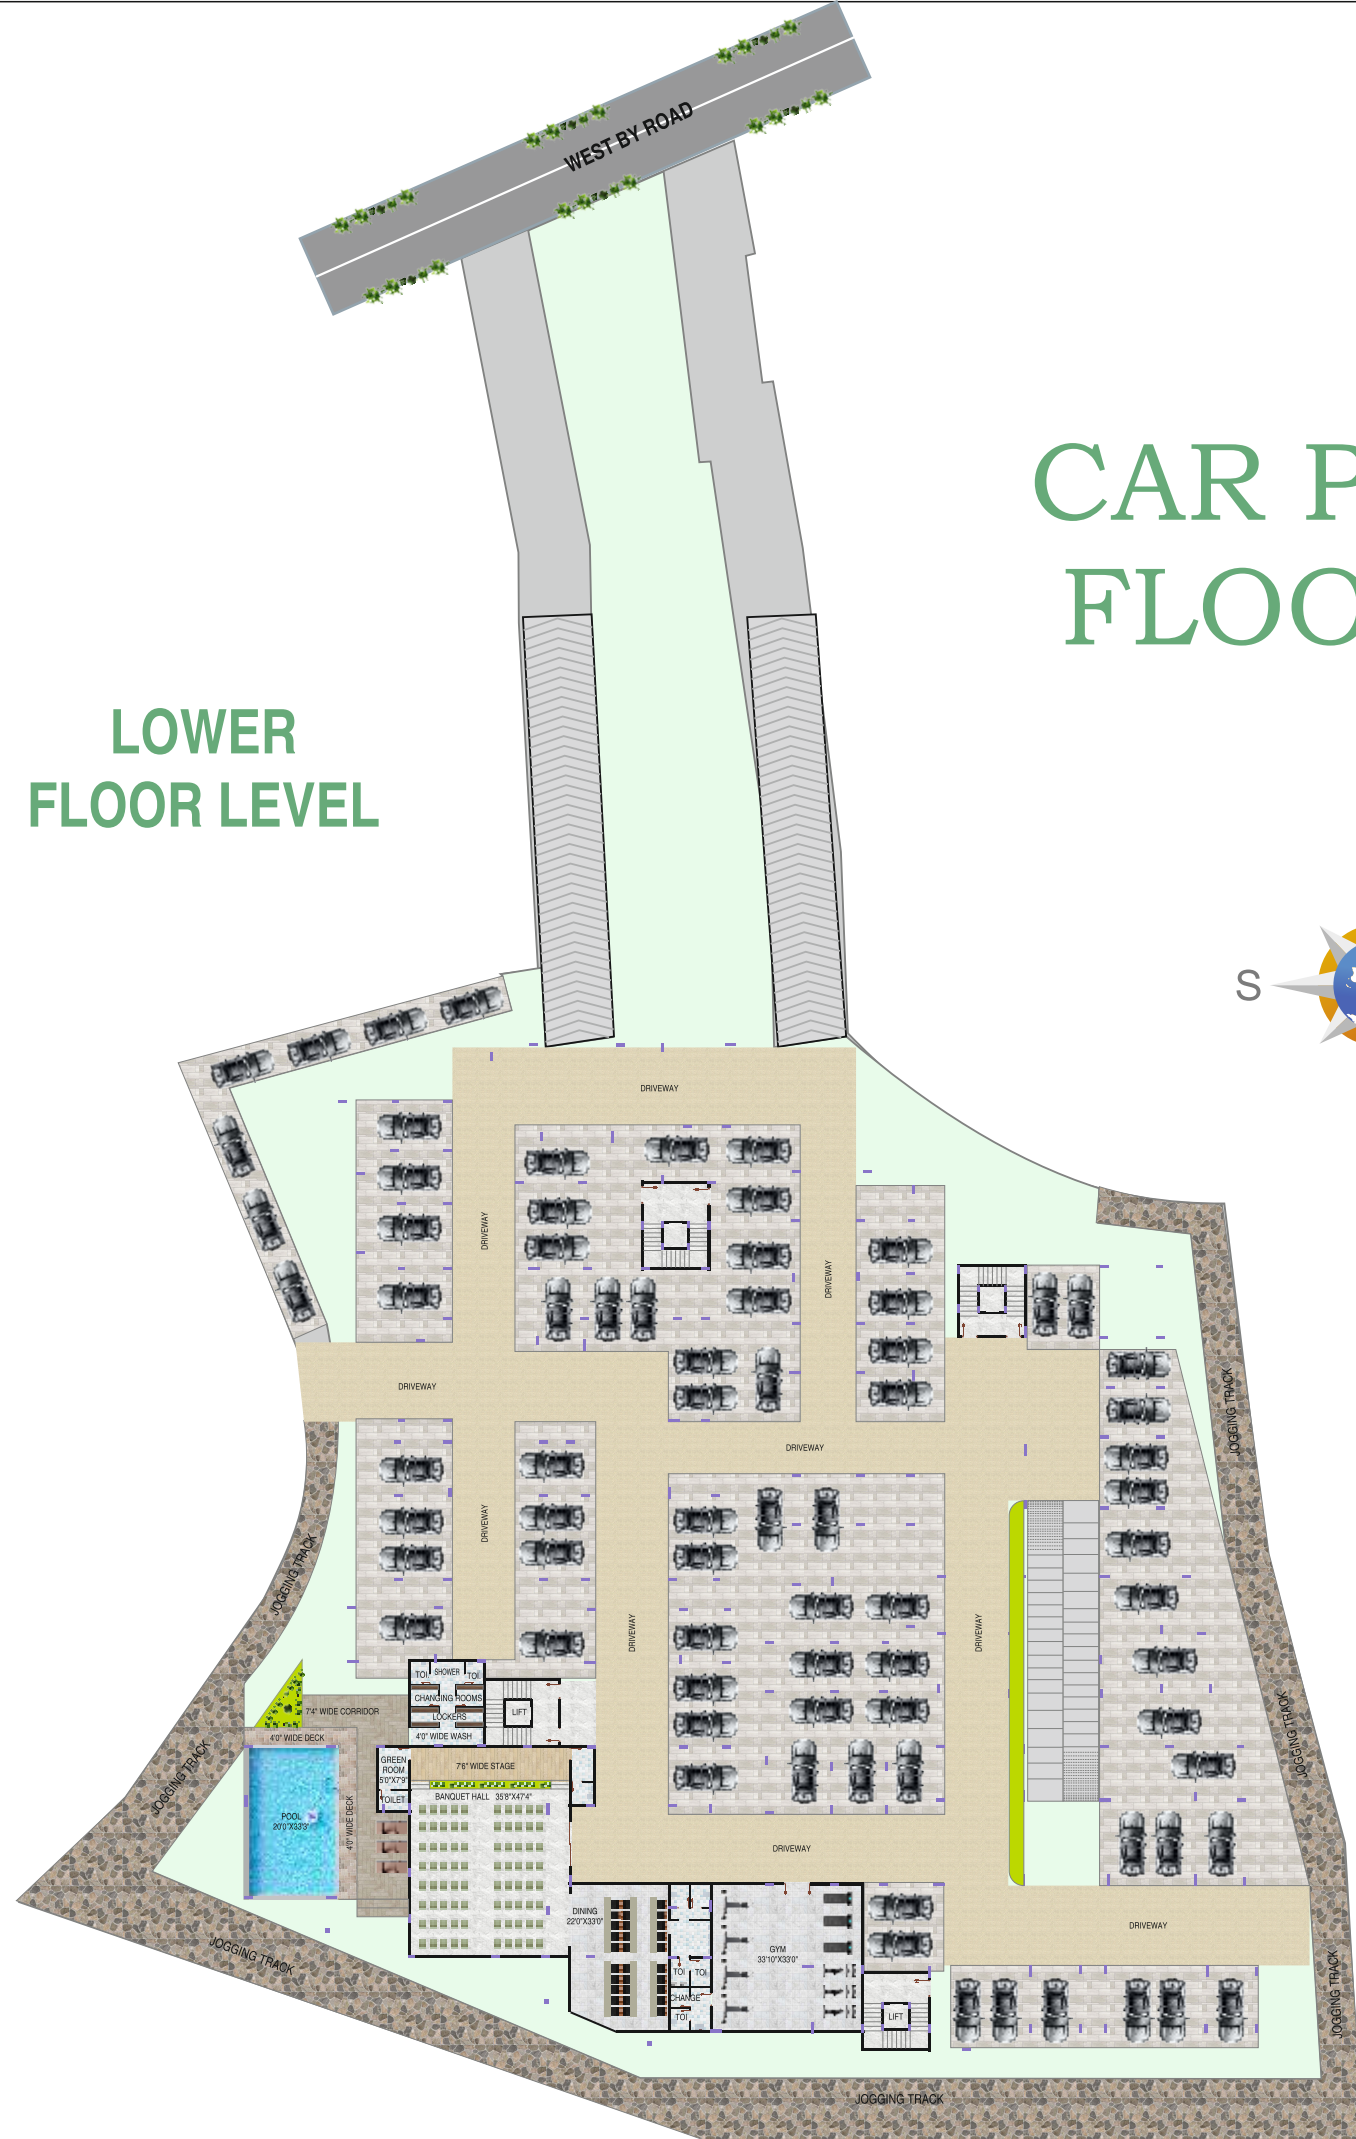 WEST BY ROAD
CAR P
FLOO
LOWER
FLOOR LEVEL
S
DRIVEWAY
DRIVEWAY
DRIVEWAY
DRIVEWAY
JOGGING TRACK
DRIVEWAY
DRIVEWAY
JOGGING TRACK
DRIVEWAY
DRIVEWAY
TOI.
SHOWER
TOI.
CHANGING ROOMS
LOCKERS
4'0" WIDE WASH
LIFT
7'4" WIDE CORRIDOR
4'0" WIDE DECK
JOGGING TRACK
JOGGING TRACK
GREEN
ROOM
5'0"X7'9"
TOILET
7'6" WIDE STAGE
BANQUET HALL 35'8"X47'4"
POOL
20'0"X33'3"
4'0" WIDE DECK
DRIVEWAY
DINING
22'0"X33'0"
GYM
33'10"X33'0"
DRIVEWAY
JOGGING TRACK
TOI.
TOI.
CHANGE
TOI.
LIFT
JOGGING TRACK
JOGGING TRACK